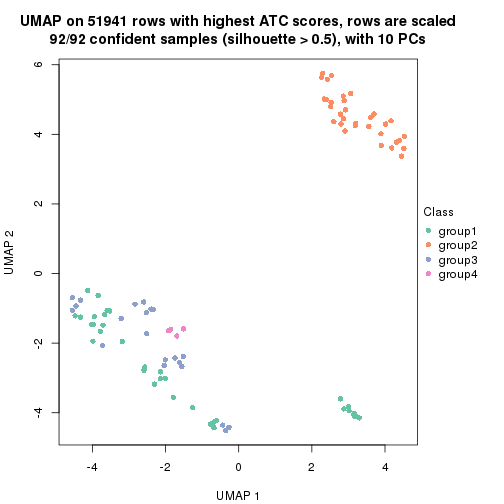 UMAP on 51941 rows with highest ATC scores, rows are scaled
92/92 confident samples (silhouette > 0.5), with 10 PCs
6
4
2
0
-2
-4
UMAP 2
-4
-2
0
2
4
UMAP 1
Class
group1
group2
group3
group4